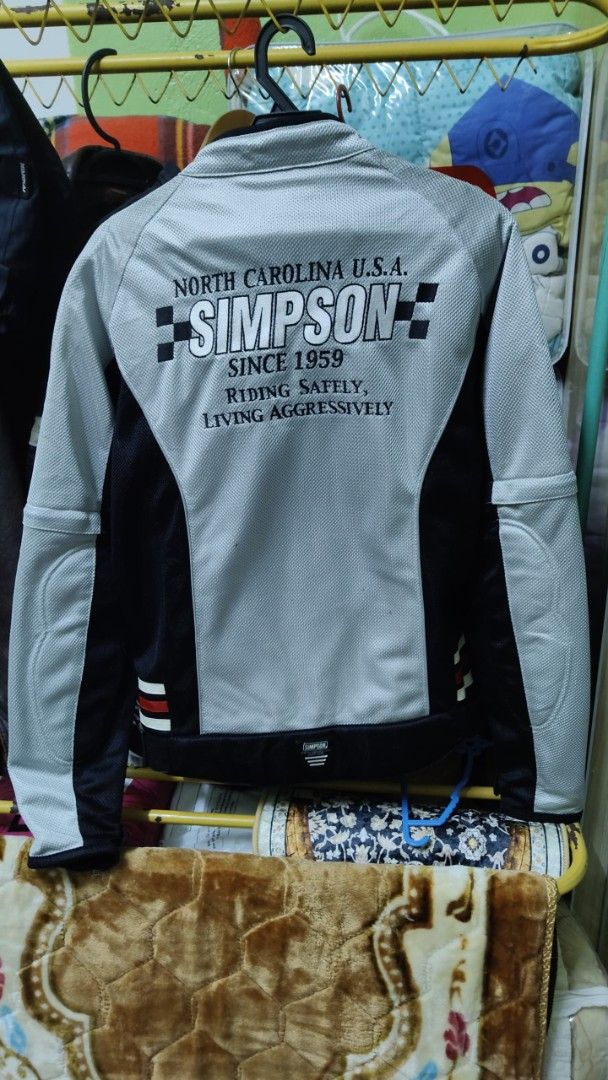 NORTH CAROLINA U.S.A.
SIMPSON
SINCE 1959
RIDING SAFELY,
LIVING AGGRESSIVELY
SIMPSON